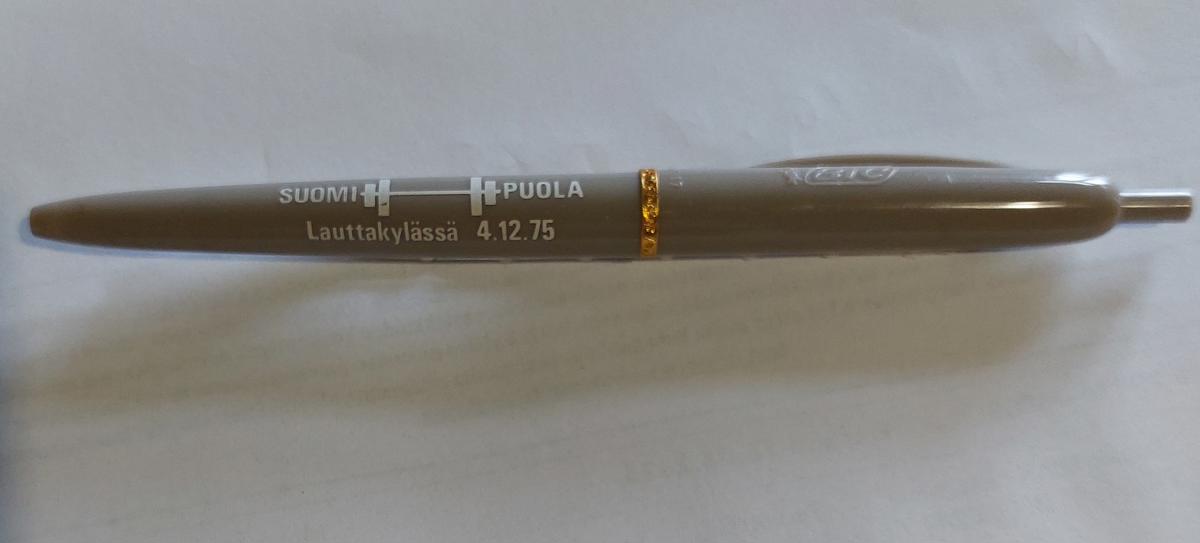 SUOMI PUOLA
Lauttakylässä 4.12.75
BIC